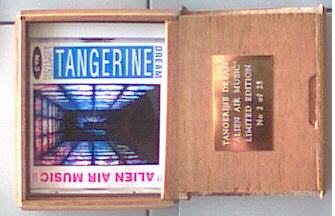 TANGERINE
DREAM
"ALIEN AIR MUSIC"
TANGERINE DREAM
ALIEN AIR MUSIC
LIMITED EDITION
No 2 of 25